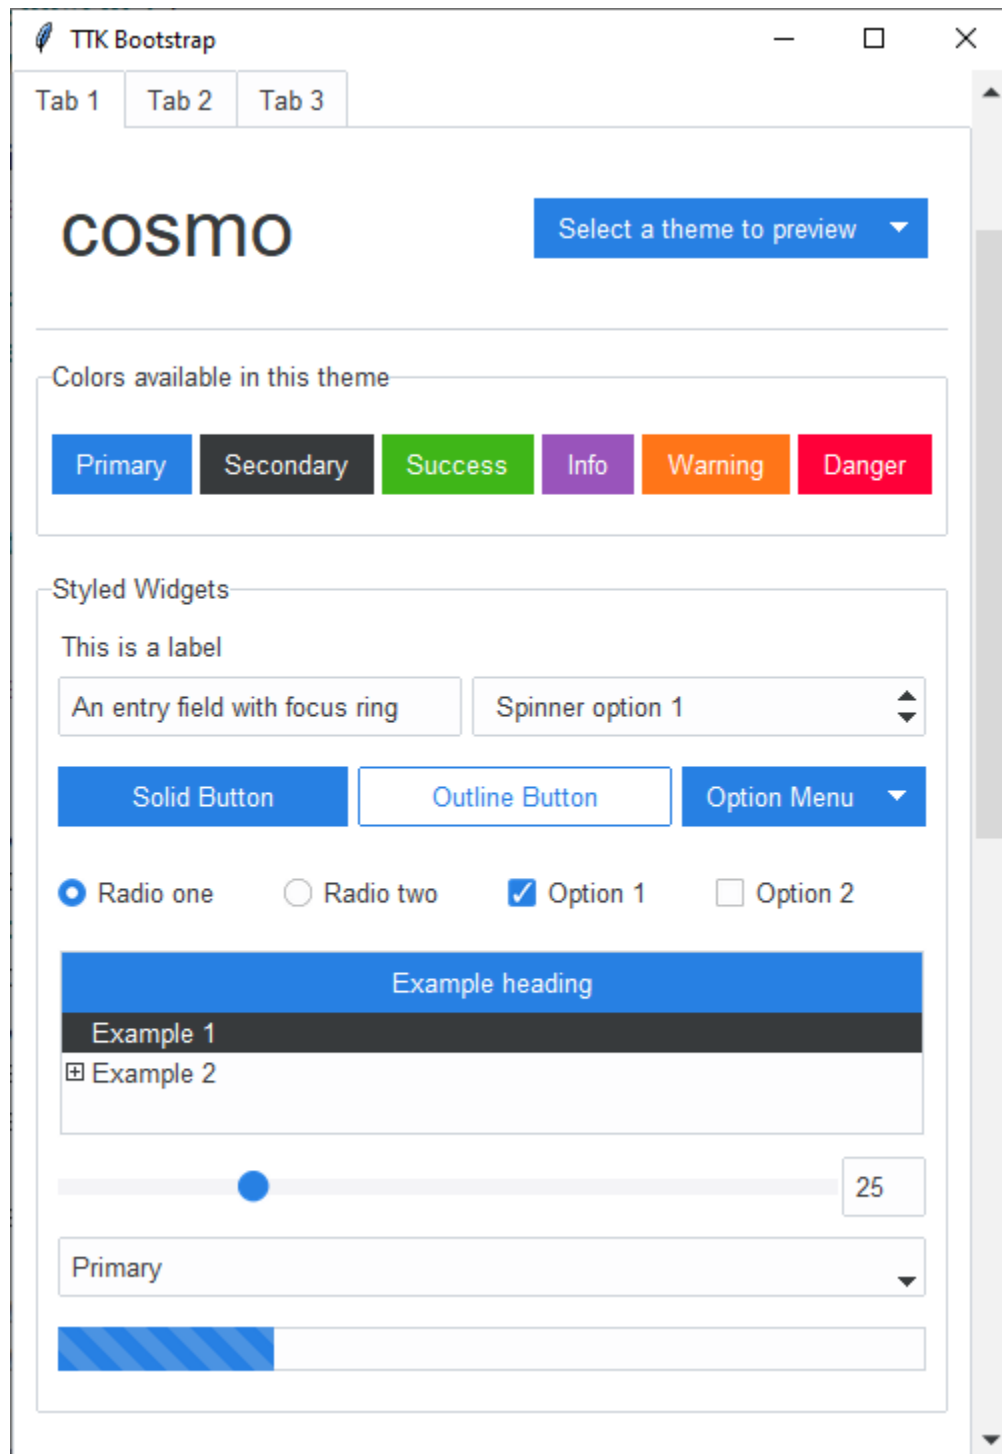 TTK Bootstrap
Tab 1 Tab 2 Tab 3
cosmo Select a theme to preview
Colors available in this theme
Primary Secondary Success Info Warning Danger
Styled Widgets
This is a label
An entry field with focus ring Spinner option 1
Solid Button Outline Button Option Menu
Radio one Radio two Option 1 Option 2
Example heading
Example 1
Example 2
25
Primary